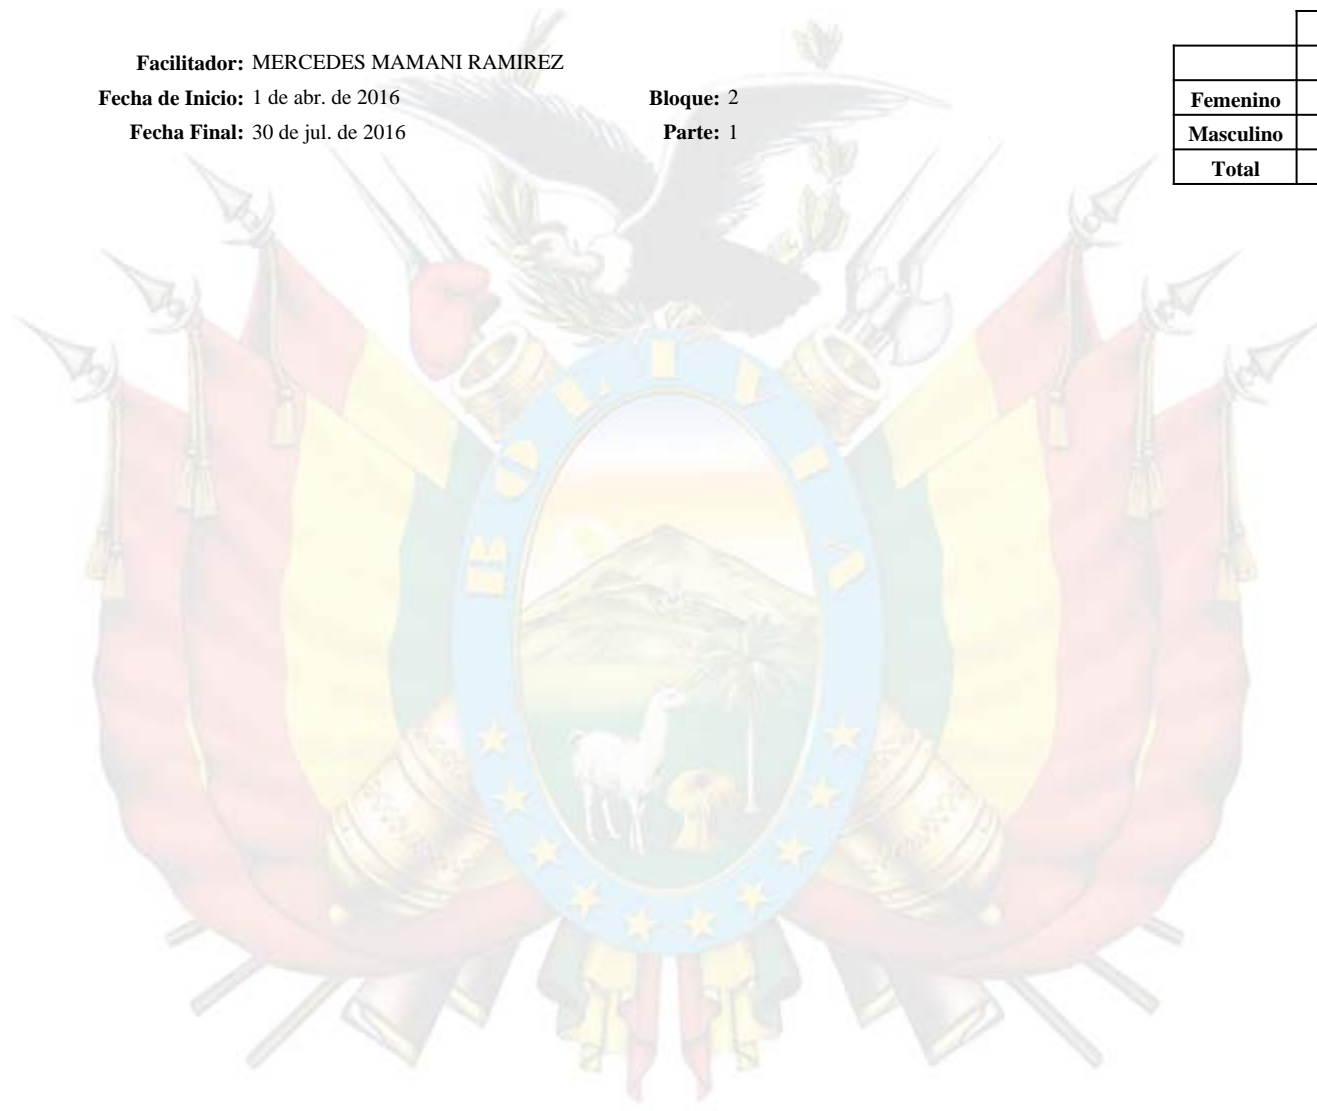 Facilitador: MERCEDES MAMANI RAMIREZ
Fecha de Inicio: 1 de abr. de 2016 Bloque: 2
Fecha Final: 30 de jul. de 2016 Parte: 1
Femenino
Masculino
Total
BOLIVIA